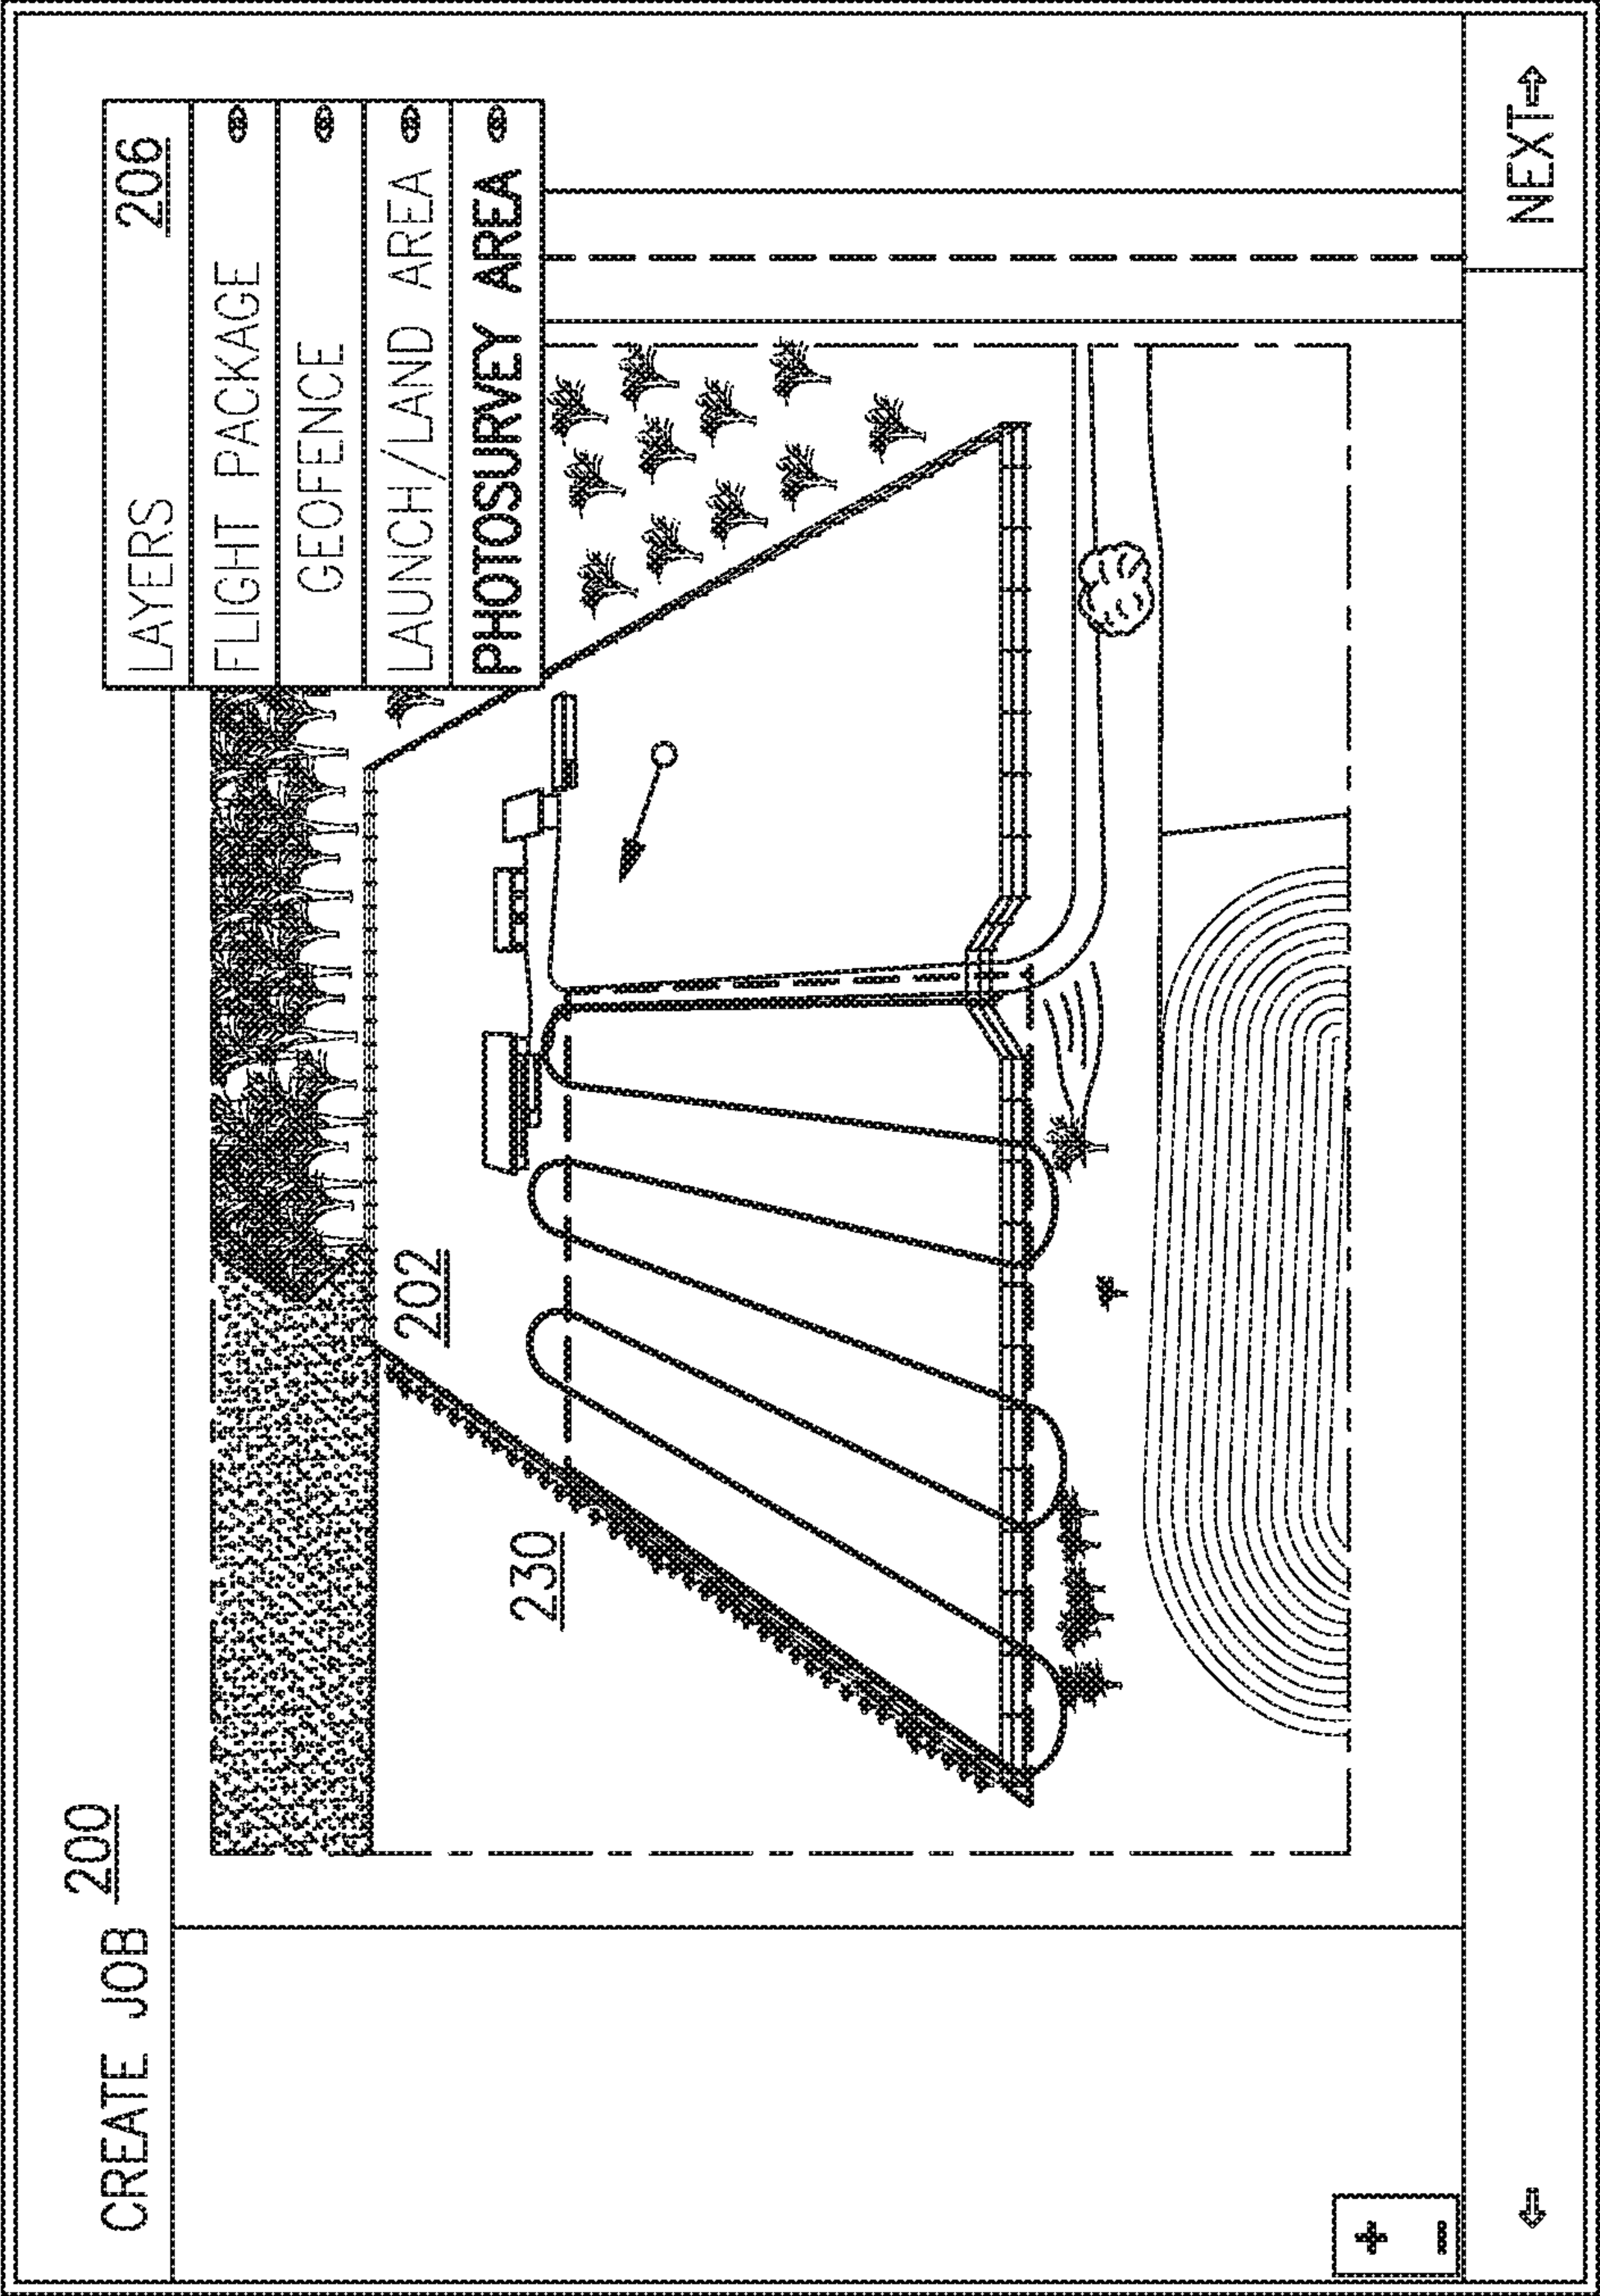 CREATE JOB 200
LAYERS 206
FLIGHT PACKAGE
GEOFENCE
LAUNCH/LAND AREA
PHOTOSURVEY AREA
202
230
+
−
⇦
NEXT⇨